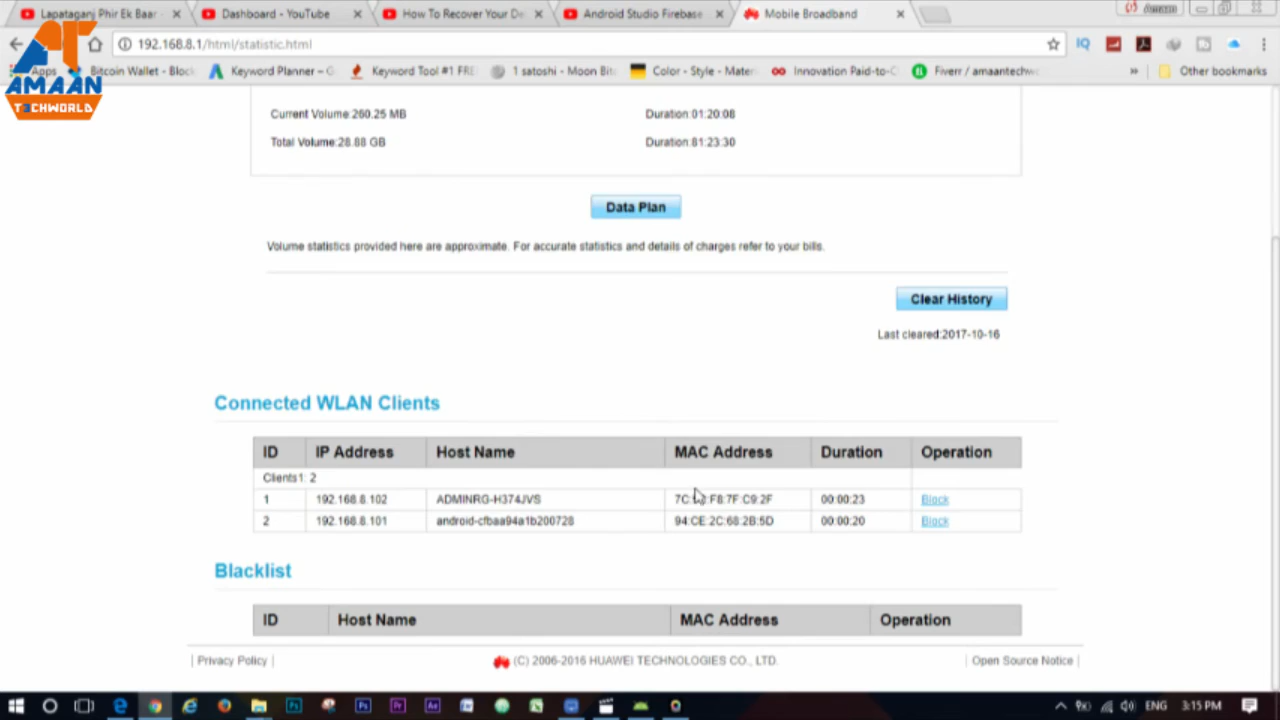 Lapataganj Phir Ek Baar
Dashboard - YouTube
How To Recover Your De
Android Studio Firebase
Mobile Broadband
Amaan
192.168.8.1/html/statistic.html
IQ
Apps
Bitcoin Wallet - Block
Keyword Planner – G
Keyword Tool #1 FRE
1 satoshi - Moon Bit
Color - Style - Mater
Innovation Paid-to-C
Fiverr / amaantechw
»
Other bookmarks
AT
AMAAN
TECHWORLD
Current Volume:260.25 MB
Duration:01:20:08
Total Volume:28.88 GB
Duration:81:23:30
Data Plan
Volume statistics provided here are approximate. For accurate statistics and details of charges refer to your bills.
Clear History
Last cleared:2017-10-16
Connected WLAN Clients
ID IP Address Host Name MAC Address Duration Operation
Clients1: 2
1 192.168.8.102 ADMINRG-H374JVS F8:7F:C9:2F 00:00:23 Block
2 192.168.8.101 android-cfbaa94a1b200728 94:CE:2C:68:2B:5D 00:00:20 Block
Blacklist
ID Host Name MAC Address Operation
| Privacy Policy |
(C) 2006-2016 HUAWEI TECHNOLOGIES CO., LTD.
| Open Source Notice |
Ps
Ps
Pr
Ae
ENG
3:15 PM